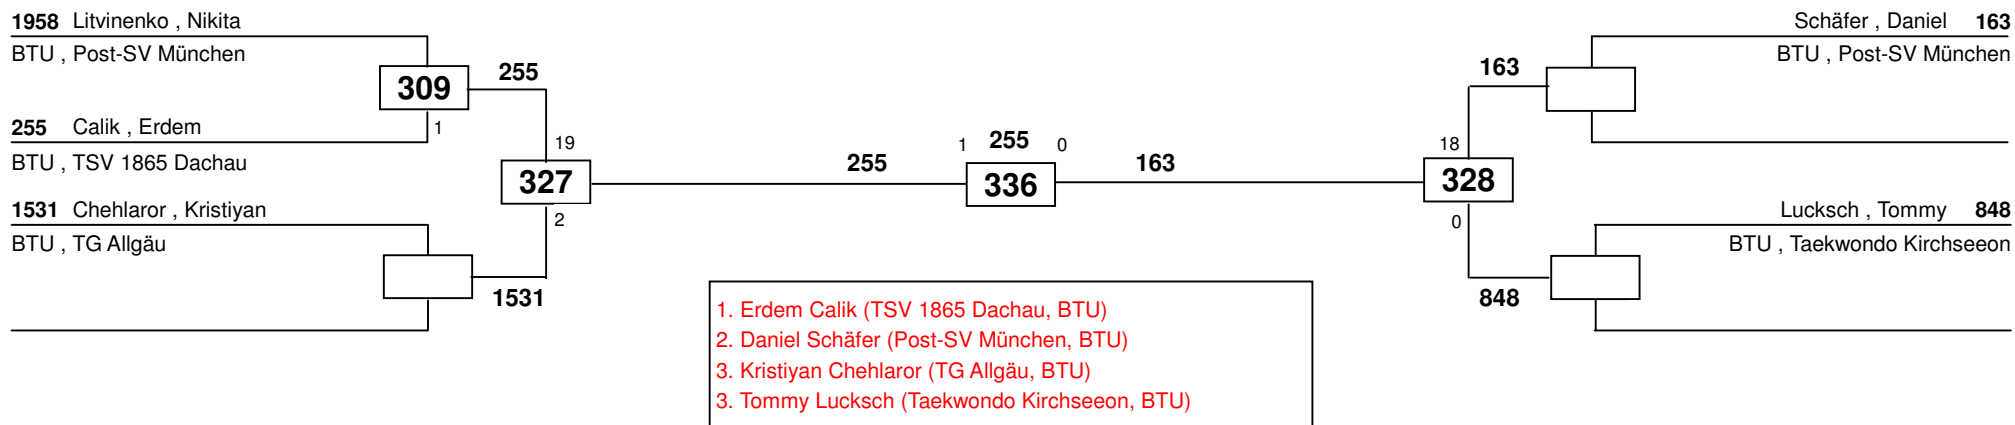 1958 Litvinenko , Nikita
BTU , Post-SV München
309
255
1
255 Calik , Erdem
BTU , TSV 1865 Dachau
19
327
2
1531 Chehlaror , Kristiyan
BTU , TG Allgäu
1531
255
1 255 0
336
163
Schäfer , Daniel 163
BTU , Post-SV München
163
18
328
0
Lucksch , Tommy 848
BTU , Taekwondo Kirchseeon
848
1. Erdem Calik (TSV 1865 Dachau, BTU)
2. Daniel Schäfer (Post-SV München, BTU)
3. Kristiyan Chehlaror (TG Allgäu, BTU)
3. Tommy Lucksch (Taekwondo Kirchseeon, BTU)